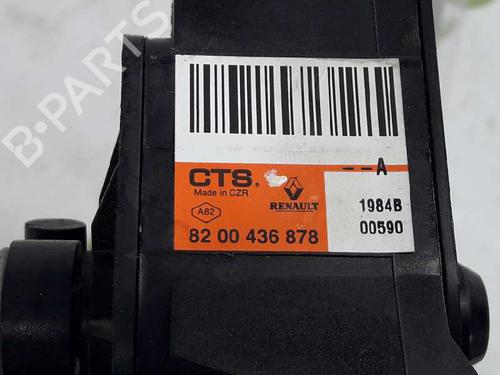 B-PARTS
--A
CTS®
Made in CZR
A82
RENAULT
1984B
00590
82 00 436 878